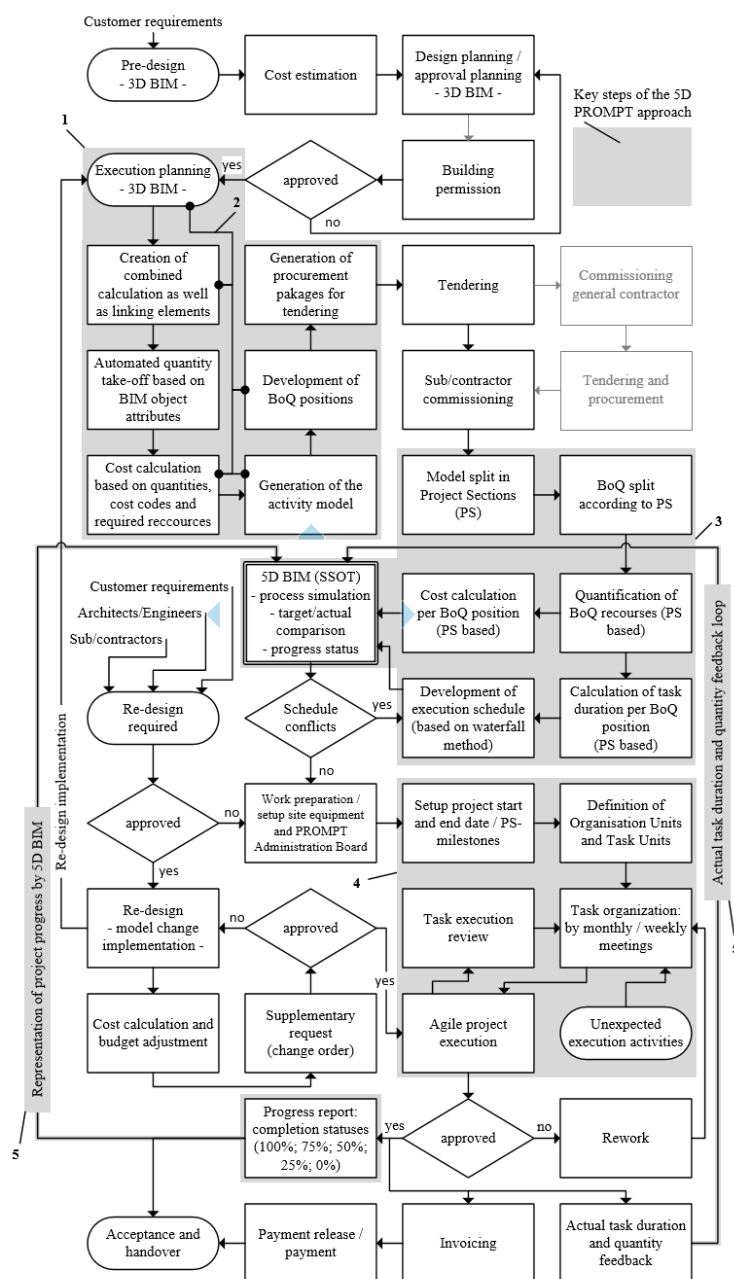 Customer requirements
Pre-design
- 3D BIM -
Cost estimation
Design planning /
approval planning
- 3D BIM -
Key steps of the 5D
PROMPT approach
1
Execution planning
- 3D BIM -
yes
approved
no
Building
permission
2
Creation of
combined
calculation as well
as linking elements
Generation of
procurement
pakages for
tendering
Tendering
Commissioning
general contractor
Automated quantity
take-off based on
BIM object
attributes
Development of
BoQ positions
Sub/contractor
commissioning
Tendering and
procurement
Cost calculation
based on quantities,
cost codes and
required reccources
Generation of the
activity model
Model split in
Project Sections
(PS)
BoQ split
according to PS
3
Customer requirements
Architects/Engineers
Sub/contractors
5D BIM (SSOT)
- process simulation
- target/actual
comparison
- progress status
Cost calculation
per BoQ position
(PS based)
Quantification of
BoQ recourses (PS
based)
Re-design
required
Schedule
conflicts
yes
no
Development of
execution schedule
(based on waterfall
method)
Calculation of task
duration per BoQ
position
(PS based)
Re-design implementation
Representation of project progress by 5D BIM
Actual task duration and quantity feedback loop
approved
no
yes
Work preparation /
setup site equipment
and PROMPT
Administration Board
Setup project start
and end date / PS-
milestones
Definition of
Organisation Units
and Task Units
4
Re-design
- model change
implementation -
no
approved
yes
Task execution
review
Task organization:
by monthly / weekly
meetings
Cost calculation and
budget adjustment
Supplementary
request
(change order)
Agile project
execution
Unexpected
execution activities
5
Progress report:
completion statuses
(100%; 75%; 50%;
25%; 0%)
yes
approved
no
Rework
Acceptance and
handover
Payment release /
payment
Invoicing
Actual task duration
and quantity
feedback